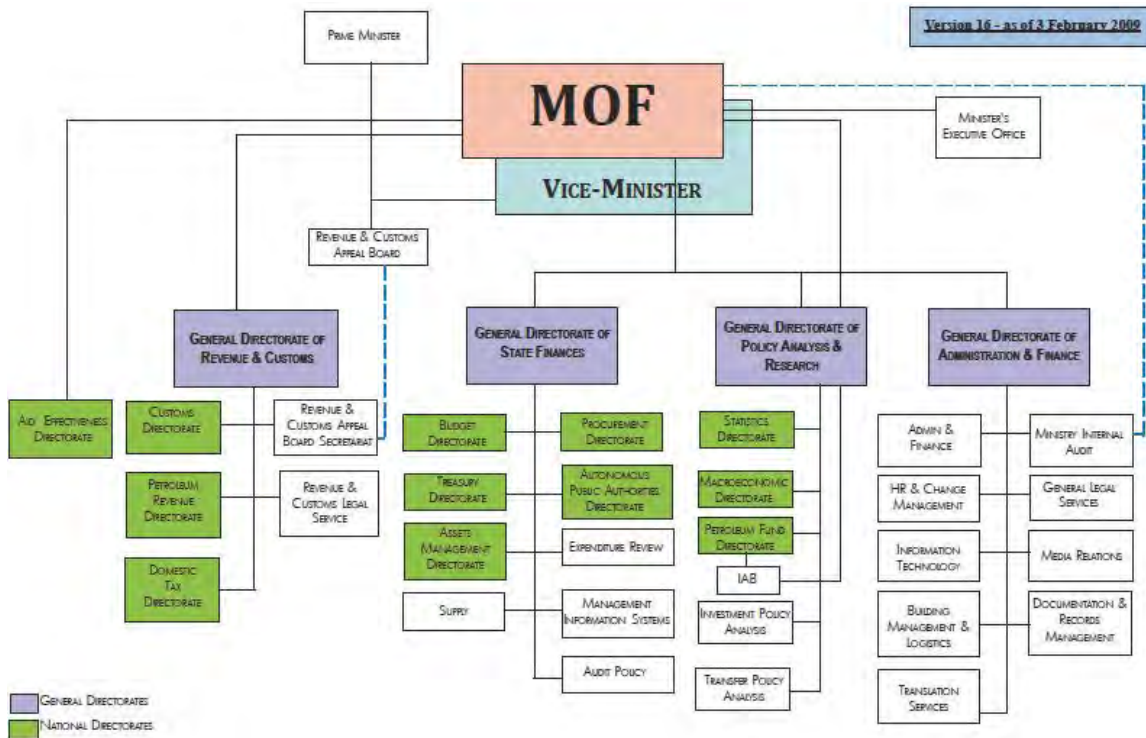 PRIME MINISTER
Version 16 - as of 3 February 2009
MOF
VICE-MINISTER
MINISTER'S
EXECUTIVE OFFICE
REVENUE & CUSTOMS
APPEAL BOARD
GENERAL DIRECTORATE OF
REVENUE & CUSTOMS
GENERAL DIRECTORATE OF
STATE FINANCES
GENERAL DIRECTORATE OF
POLICY ANALYSIS &
RESEARCH
GENERAL DIRECTORATE OF
ADMINISTRATION & FINANCE
AID EFFECTIVENESS
DIRECTORATE
CUSTOMS
DIRECTORATE
REVENUE &
CUSTOMS APPEAL
BOARD SECRETARIAT
PETROLEUM
REVENUE
DIRECTORATE
REVENUE &
CUSTOMS LEGAL
SERVICE
DOMESTIC
TAX
DIRECTORATE
BUDGET
DIRECTORATE
PROCUREMENT
DIRECTORATE
TREASURY
DIRECTORATE
AUTONOMOUS
PUBLIC AUTHORITIES
DIRECTORATE
ASSETS
MANAGEMENT
DIRECTORATE
EXPENDITURE REVIEW
SUPPLY
MANAGEMENT
INFORMATION SYSTEMS
AUDIT POLICY
STATISTICS
DIRECTORATE
MACROECONOMIC
DIRECTORATE
PETROLEUM FUND
DIRECTORATE
IAB
INVESTMENT POLICY
ANALYSIS
TRANSFER POLICY
ANALYSIS
ADMIN &
FINANCE
MINISTRY INTERNAL
AUDIT
HR & CHANGE
MANAGEMENT
GENERAL LEGAL
SERVICES
INFORMATION
TECHNOLOGY
MEDIA RELATIONS
BUILDING
MANAGEMENT &
LOGISTICS
DOCUMENTATION &
RECORDS
MANAGEMENT
TRANSLATION
SERVICES
GENERAL DIRECTORATES
NATIONAL DIRECTORATES